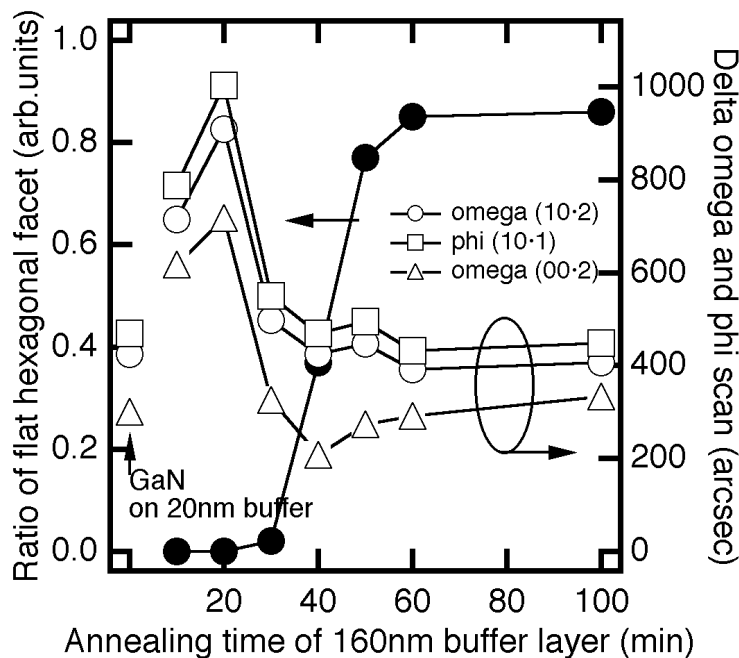 Ratio of flat hexagonal facet (arb.units)
1.0
0.8
0.6
0.4
0.2
0.0
omega (10·2)
phi (10·1)
omega (00·2)
GaN
on 20nm buffer
1000
800
600
400
200
0
Delta omega and phi scan (arcsec)
20 40 60 80 100
Annealing time of 160nm buffer layer (min)